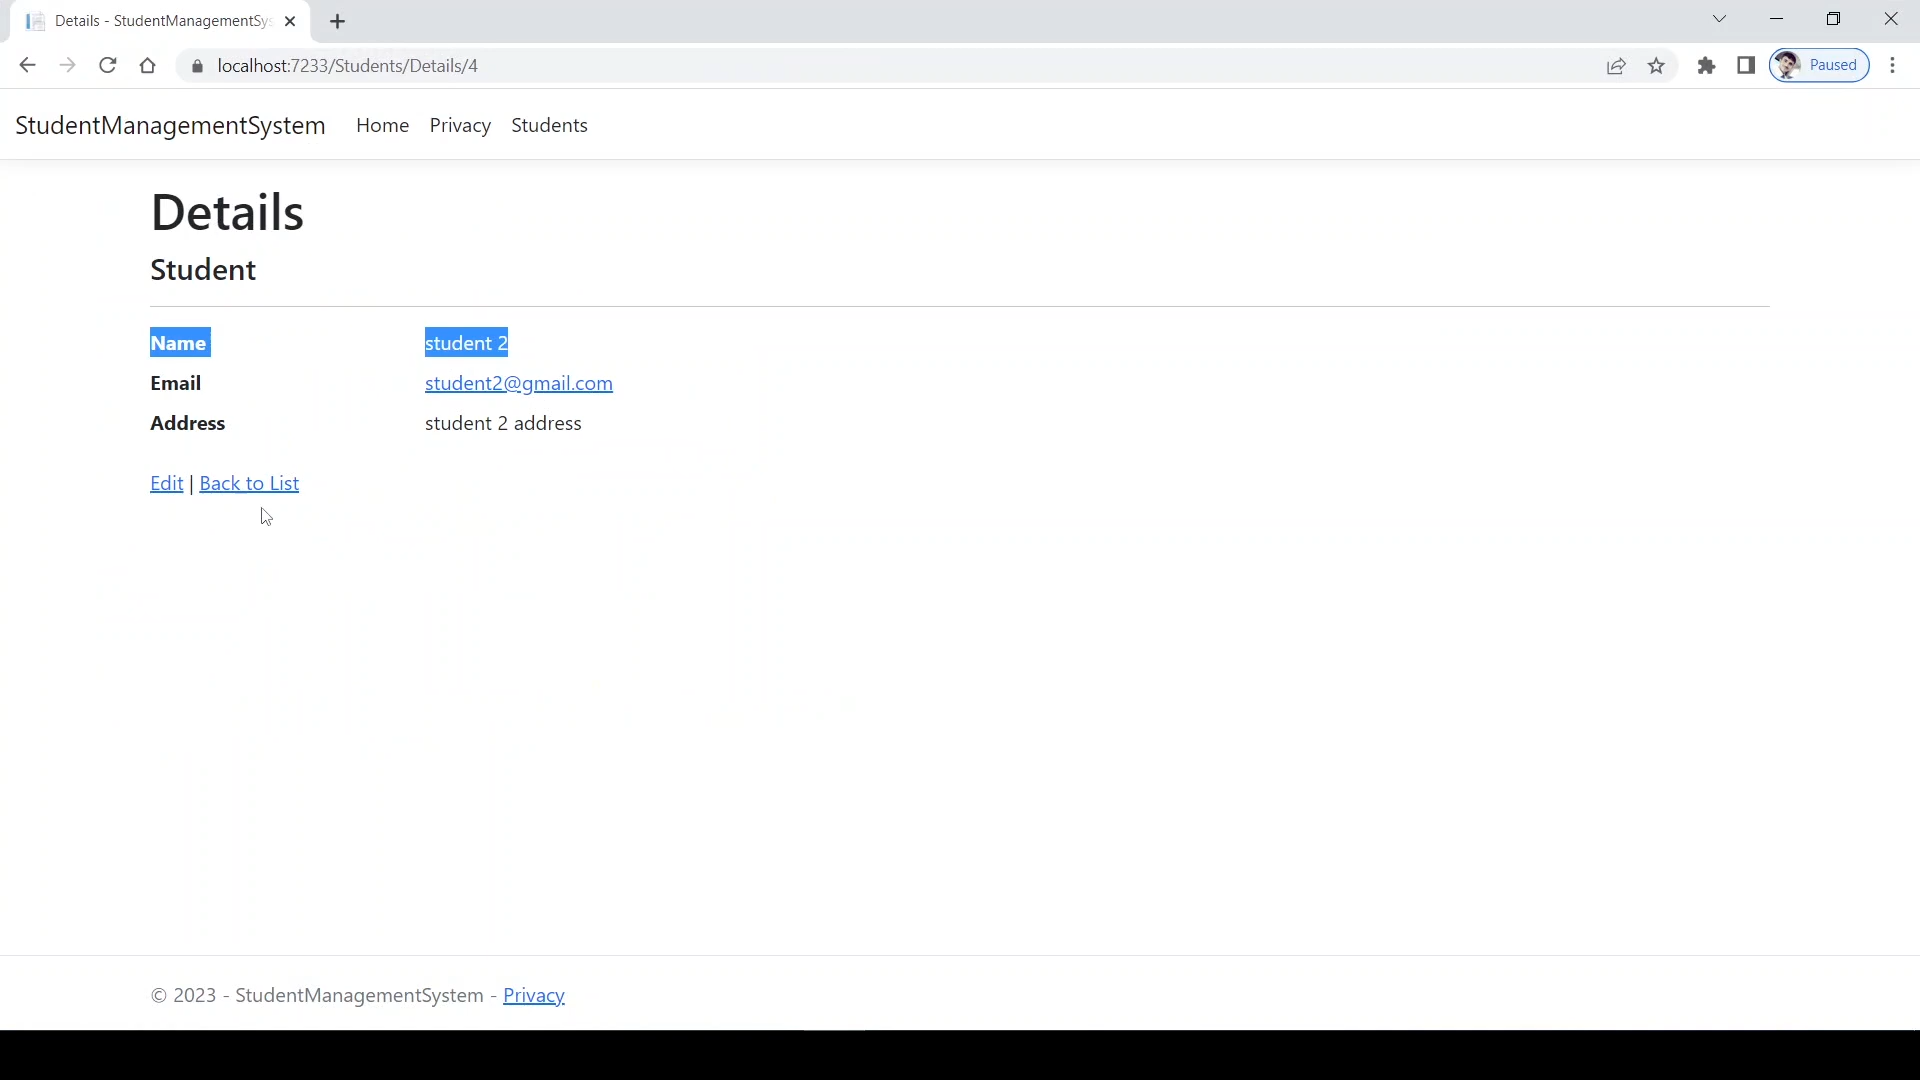 Details - StudentManagementSys
localhost:7233/Students/Details/4
Paused
StudentManagementSystem Home Privacy Students
Details
Student
Name student 2
Email student2@gmail.com
Address student 2 address
Edit | Back to List
© 2023 - StudentManagementSystem - Privacy